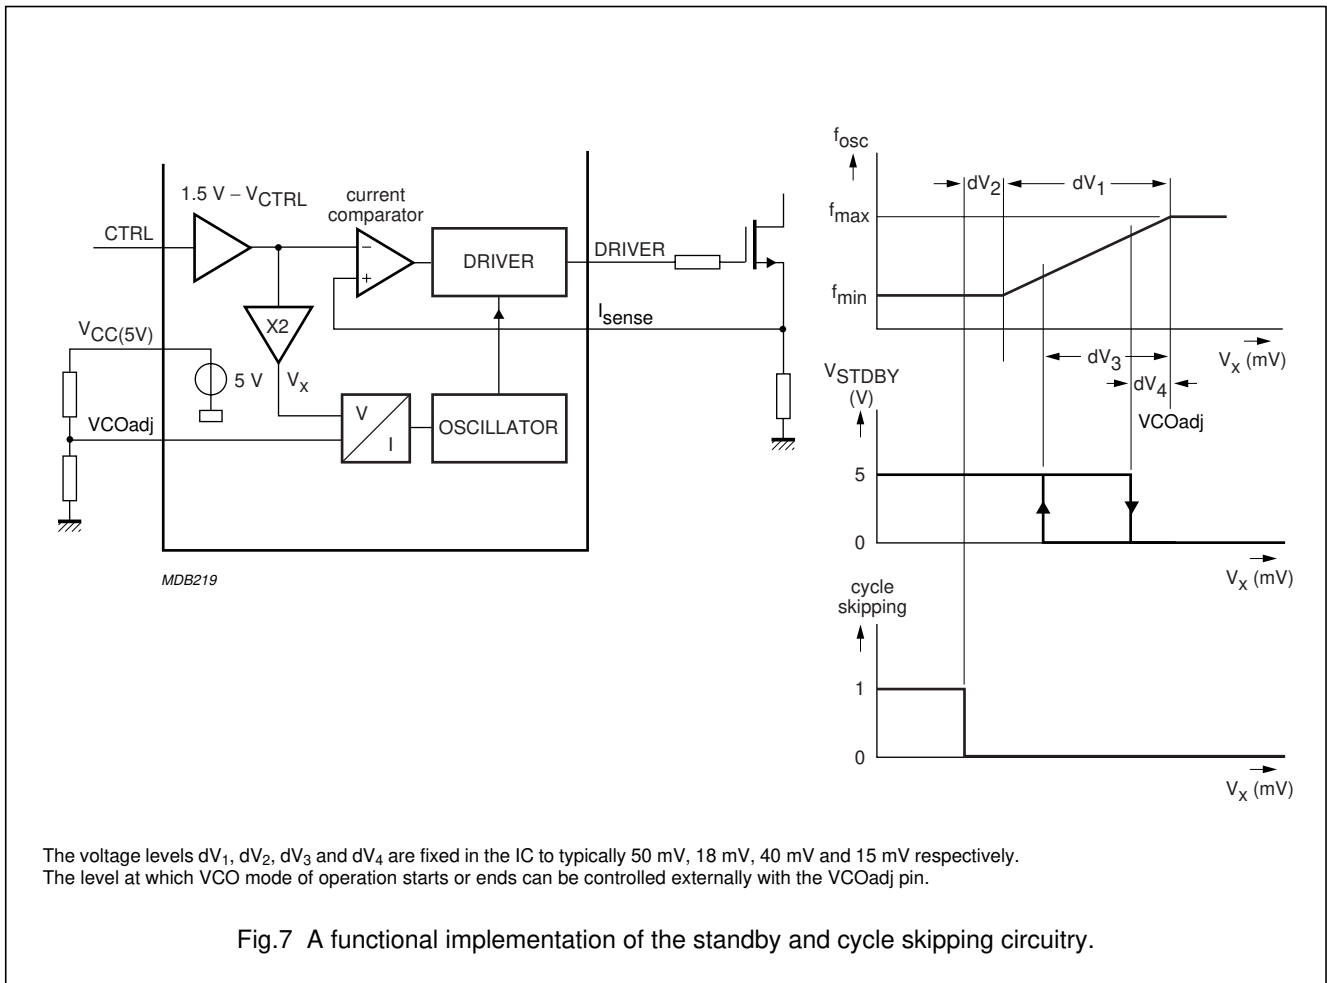 1.5 V – VCTRL
current
comparator
CTRL
−
+
DRIVER
DRIVER
X2
Isense
VCC(5V)
5 V
Vx
VCOadj
V
I
OSCILLATOR
MDB219
fosc
dV2
dV1
fmax
fmin
dV3
Vx (mV)
dV4
VCOadj
VSTDBY
(V)
5
0
Vx (mV)
cycle
skipping
1
0
Vx (mV)
The voltage levels dV1, dV2, dV3 and dV4 are fixed in the IC to typically 50 mV, 18 mV, 40 mV and 15 mV respectively.
The level at which VCO mode of operation starts or ends can be controlled externally with the VCOadj pin.
Fig.7 A functional implementation of the standby and cycle skipping circuitry.